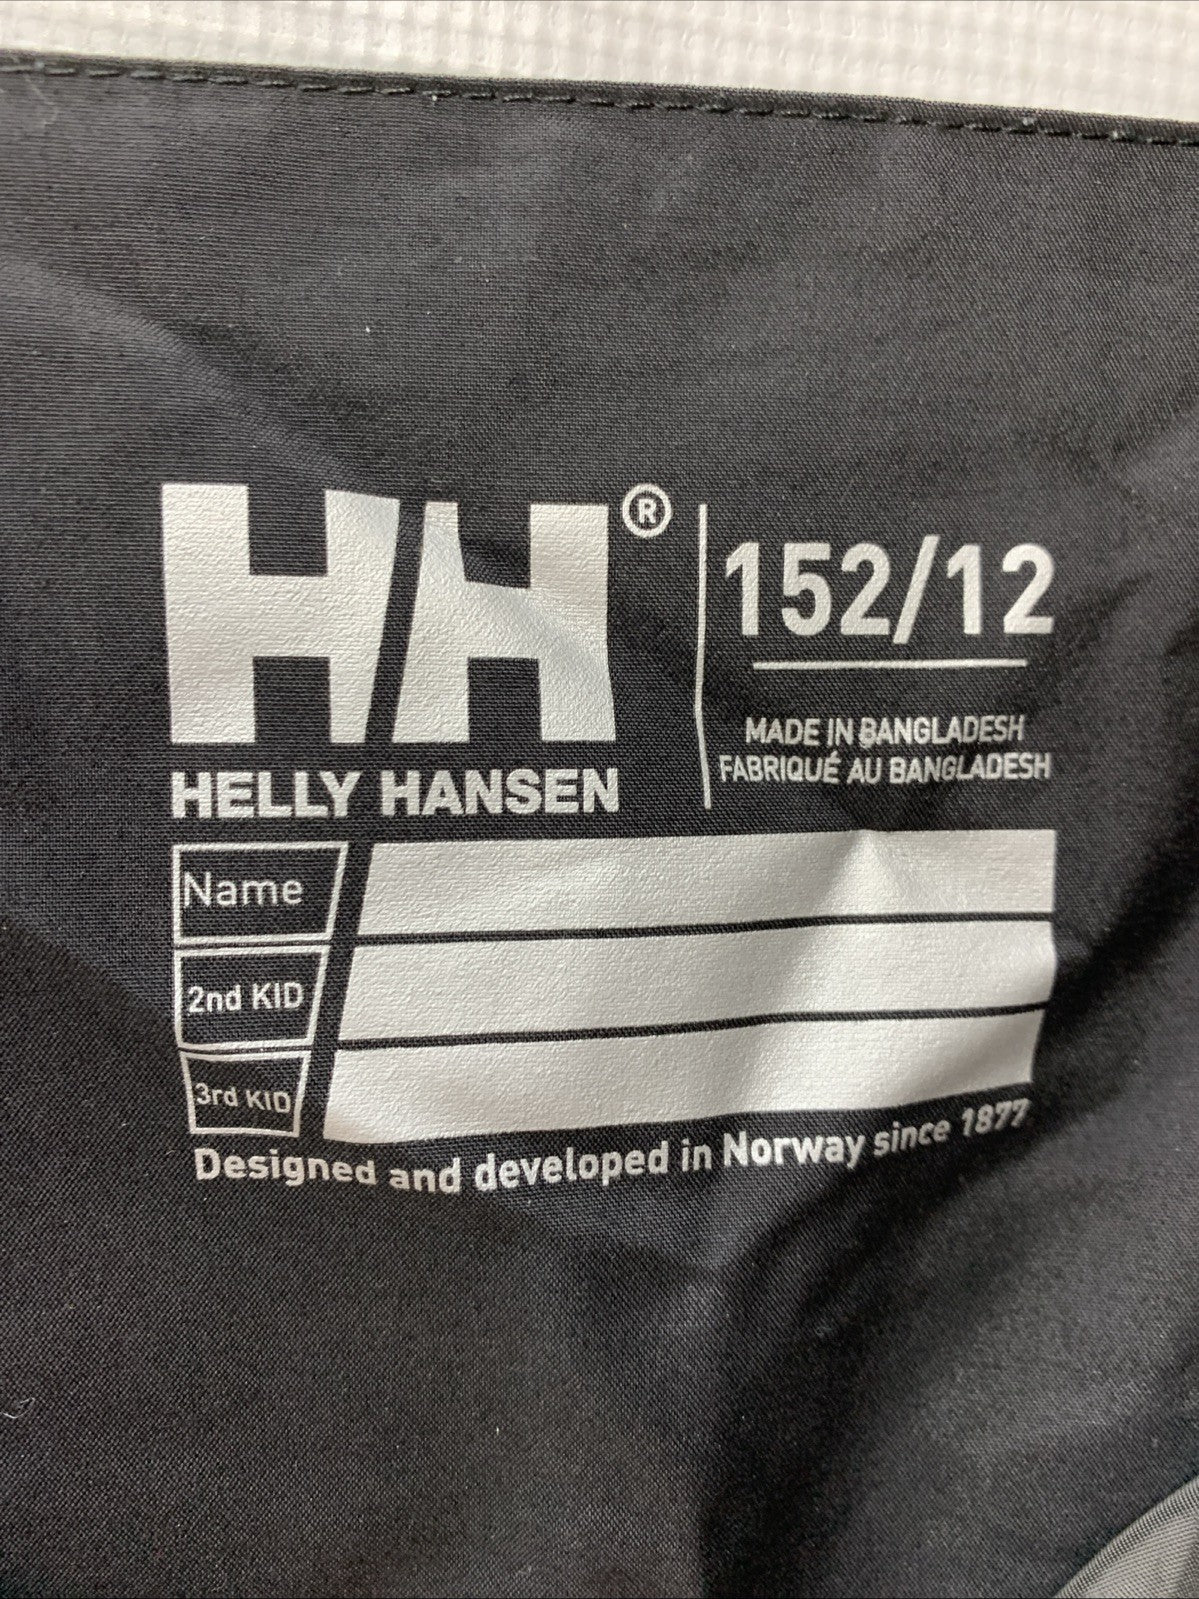 HH®
HELLY HANSEN
152/12
MADE IN BANGLADESH
FABRIQUÉ AU BANGLADESH
Name
2nd KID
3rd KID
Designed and developed in Norway since 1877